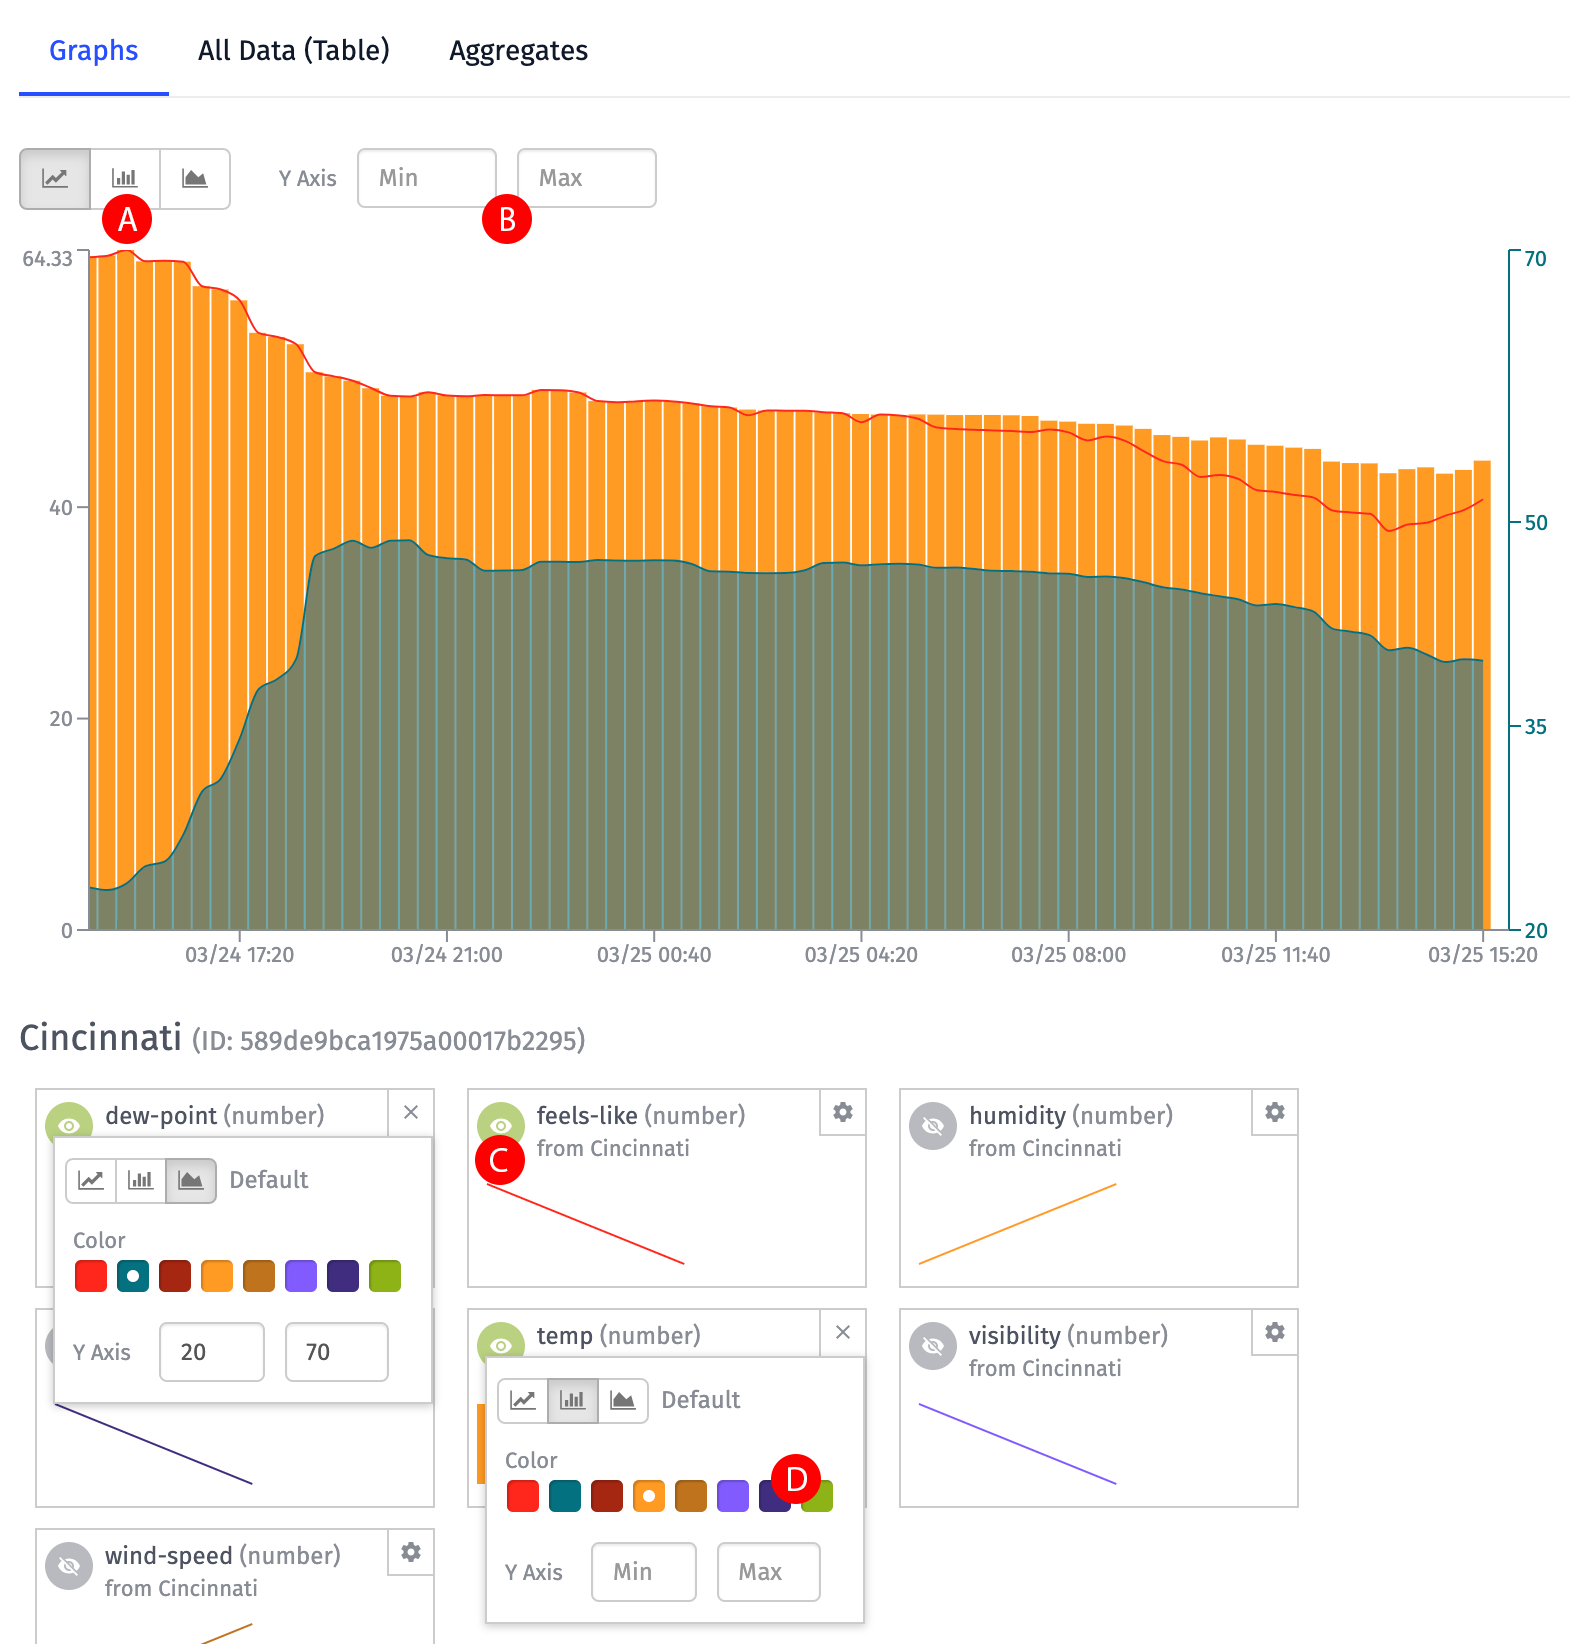 Graphs All Data (Table) Aggregates
Y Axis Min Max
A B
64.33 70
40 50
20 35
0 20
03/24 17:20 03/24 21:00 03/25 00:40 03/25 04:20 03/25 08:00 03/25 11:40 03/25 15:20
Cincinnati (ID: 589de9bca1975a00017b2295)
dew-point (number)
Default
Color
Y Axis 20 70
feels-like (number)
from Cincinnati
C
humidity (number)
from Cincinnati
temp (number)
Default
Color
D
Y Axis Min Max
visibility (number)
from Cincinnati
wind-speed (number)
from Cincinnati